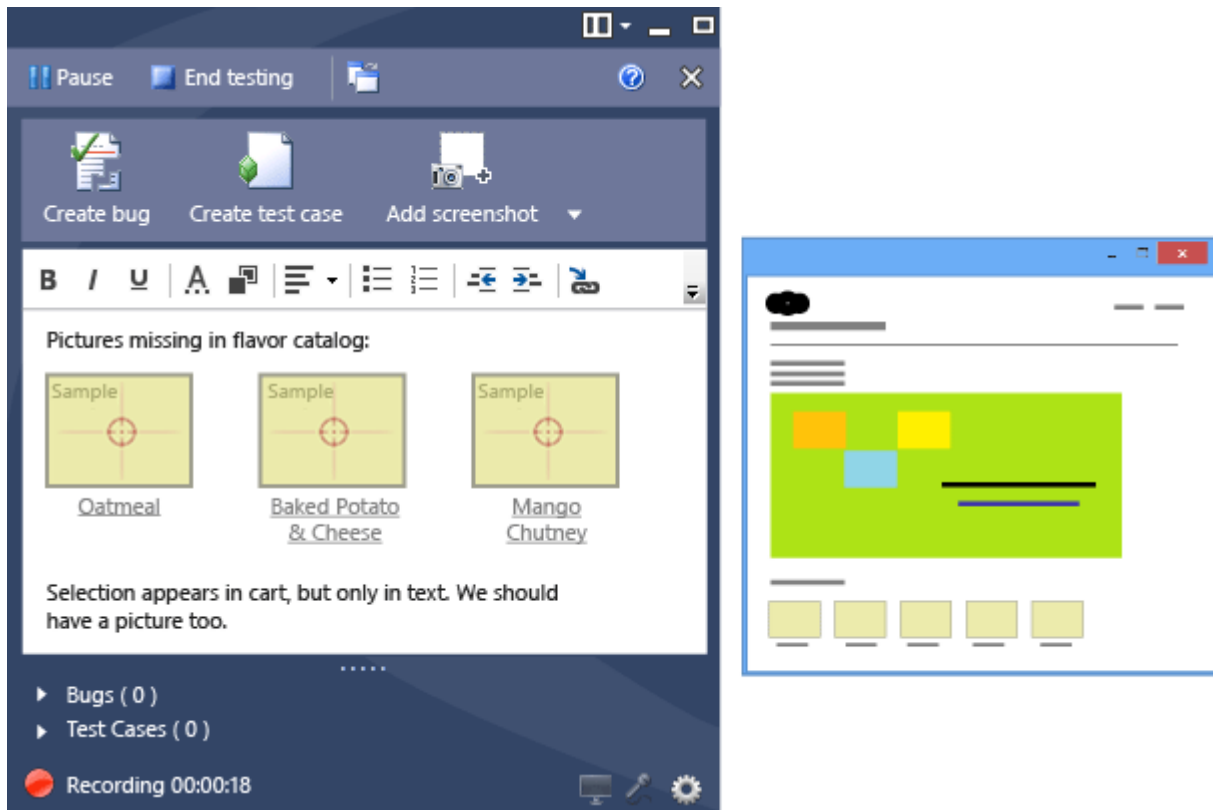 Pause End testing
Create bug Create test case Add screenshot
B I U A
Pictures missing in flavor catalog:
Sample Sample Sample
Oatmeal Baked Potato Mango
& Cheese Chutney
Selection appears in cart, but only in text. We should
have a picture too.
Bugs ( 0 )
Test Cases ( 0 )
Recording 00:00:18